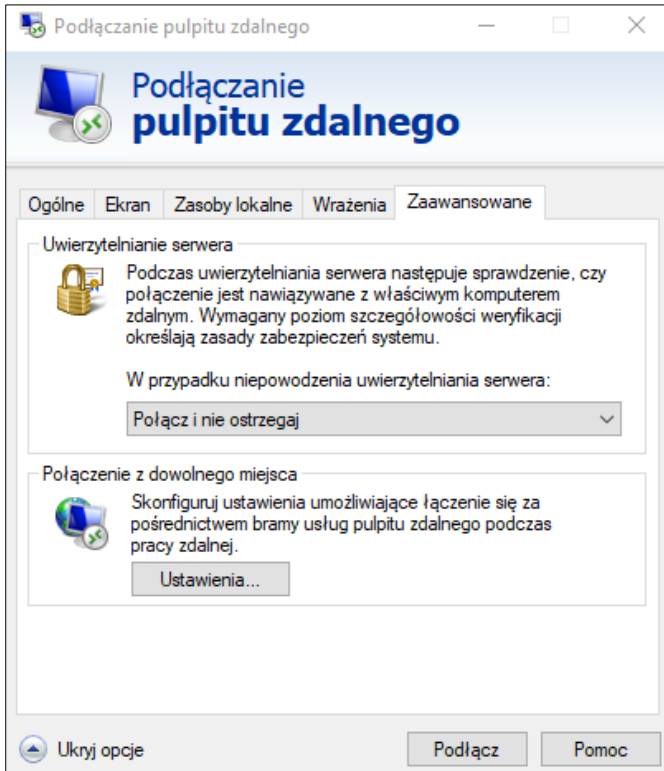 Podłączanie pulpitu zdalnego
Podłączanie
pulpitu zdalnego
Ogólne Ekran Zasoby lokalne Wrażenia Zaawansowane
Uwierzytelnianie serwera
Podczas uwierzytelniania serwera następuje sprawdzenie, czy
połączenie jest nawiązywane z właściwym komputerem
zdalnym. Wymagany poziom szczegółowości weryfikacji
określają zasady zabezpieczeń systemu.
W przypadku niepowodzenia uwierzytelniania serwera:
Połącz i nie ostrzegaj
Połączenie z dowolnego miejsca
Skonfiguruj ustawienia umożliwiające łączenie się za
pośrednictwem bramy usług pulpitu zdalnego podczas
pracy zdalnej.
Ustawienia...
Ukryj opcje Podłącz Pomoc